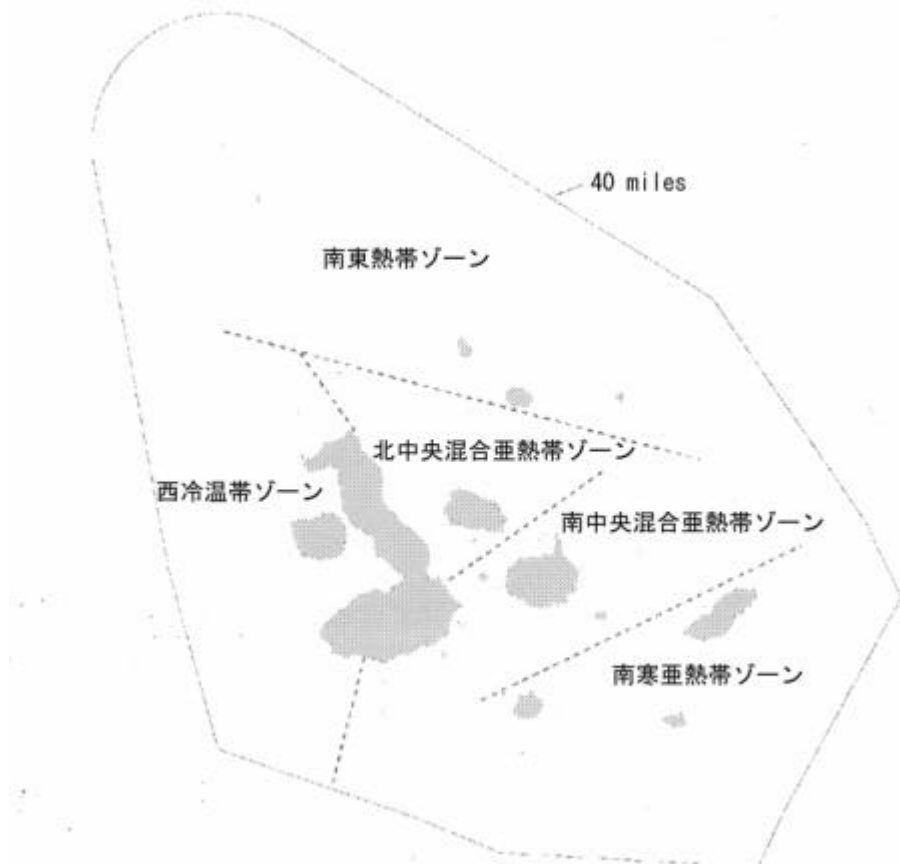 40 miles
南東熱帯ゾーン
北中央混合亜熱帯ゾーン
西冷温帯ゾーン
南中央混合亜熱帯ゾーン
南寒亜熱帯ゾーン